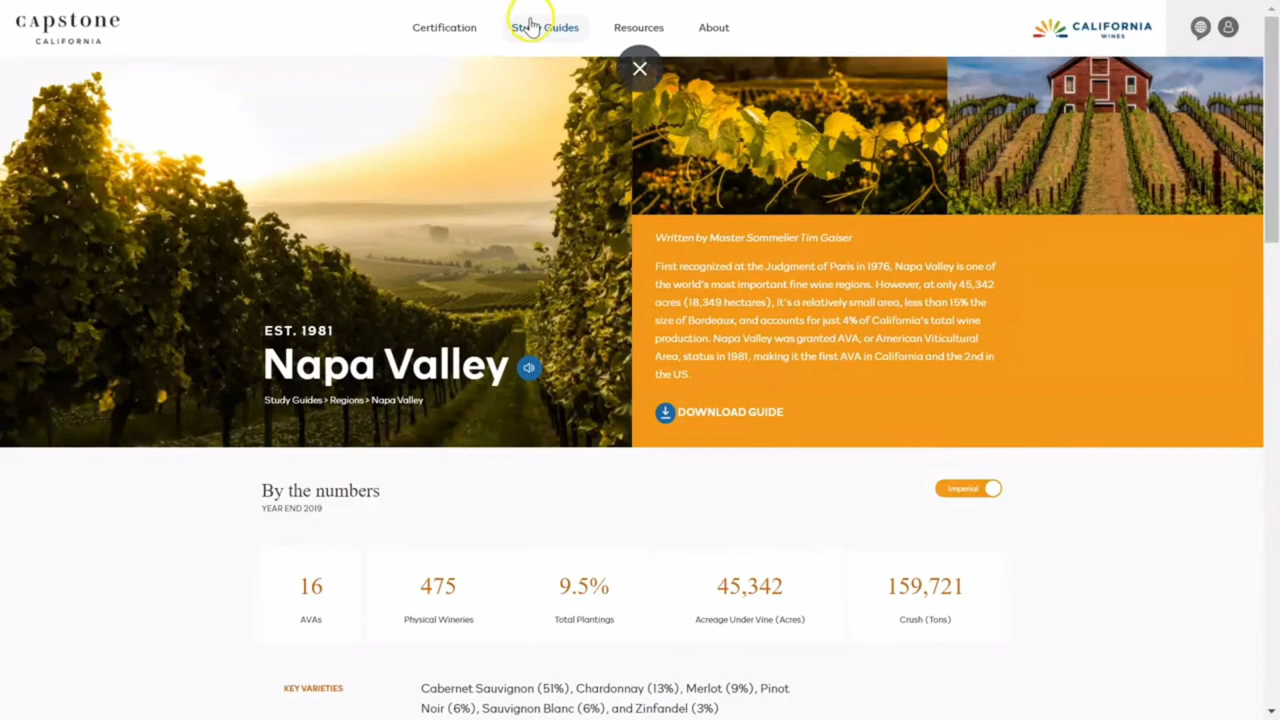 capstone
CALIFORNIA
Certification
Study Guides
Resources
About
CALIFORNIA
WINES
EST. 1981
Napa Valley
Study Guides > Regions > Napa Valley
Written by Master Sommelier Tim Gaiser
First recognized at the Judgment of Paris in 1976, Napa Valley is one of
the world's most important fine wine regions. However, at only 45,342
acres (18,349 hectares), it's a relatively small area, less than 15% the
size of Bordeaux, and accounts for just 4% of California's total wine
production. Napa Valley was granted AVA, or American Viticultural
Area, status in 1981, making it the first AVA in California and the 2nd in
the US.
DOWNLOAD GUIDE
By the numbers
YEAR END 2019
Imperial
16
AVAs
475
Physical Wineries
9.5%
Total Plantings
45,342
Acreage Under Vine (Acres)
159,721
Crush (Tons)
KEY VARIETIES
Cabernet Sauvignon (51%), Chardonnay (13%), Merlot (9%), Pinot
Noir (6%), Sauvignon Blanc (6%), and Zinfandel (3%)